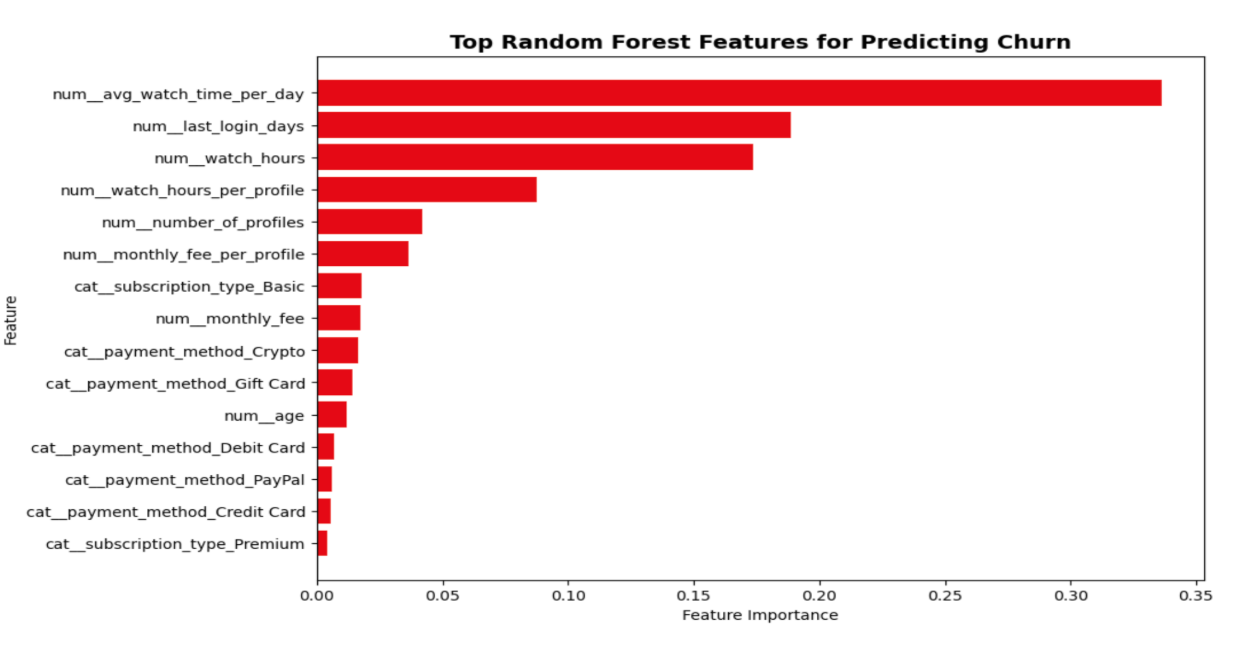 Top Random Forest Features for Predicting Churn
num__avg_watch_time_per_day
num__last_login_days
num__watch_hours
num__watch_hours_per_profile
num__number_of_profiles
num__monthly_fee_per_profile
cat__subscription_type_Basic
num__monthly_fee
cat__payment_method_Crypto
cat__payment_method_Gift Card
num__age
cat__payment_method_Debit Card
cat__payment_method_PayPal
cat__payment_method_Credit Card
cat__subscription_type_Premium
Feature
0.00 0.05 0.10 0.15 0.20 0.25 0.30 0.35
Feature Importance